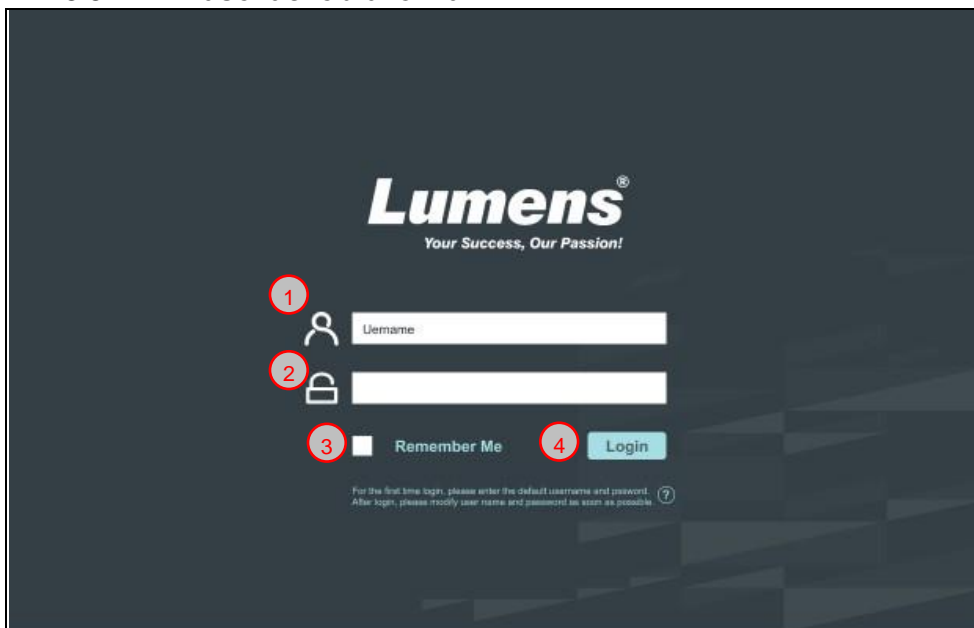 Lumens®
Your Success, Our Passion!
1
Uername
2
3 Remember Me 4 Login
For the first time login, please enter the default username and pasword. ?
After login, please modify user name and password as soon as possible.